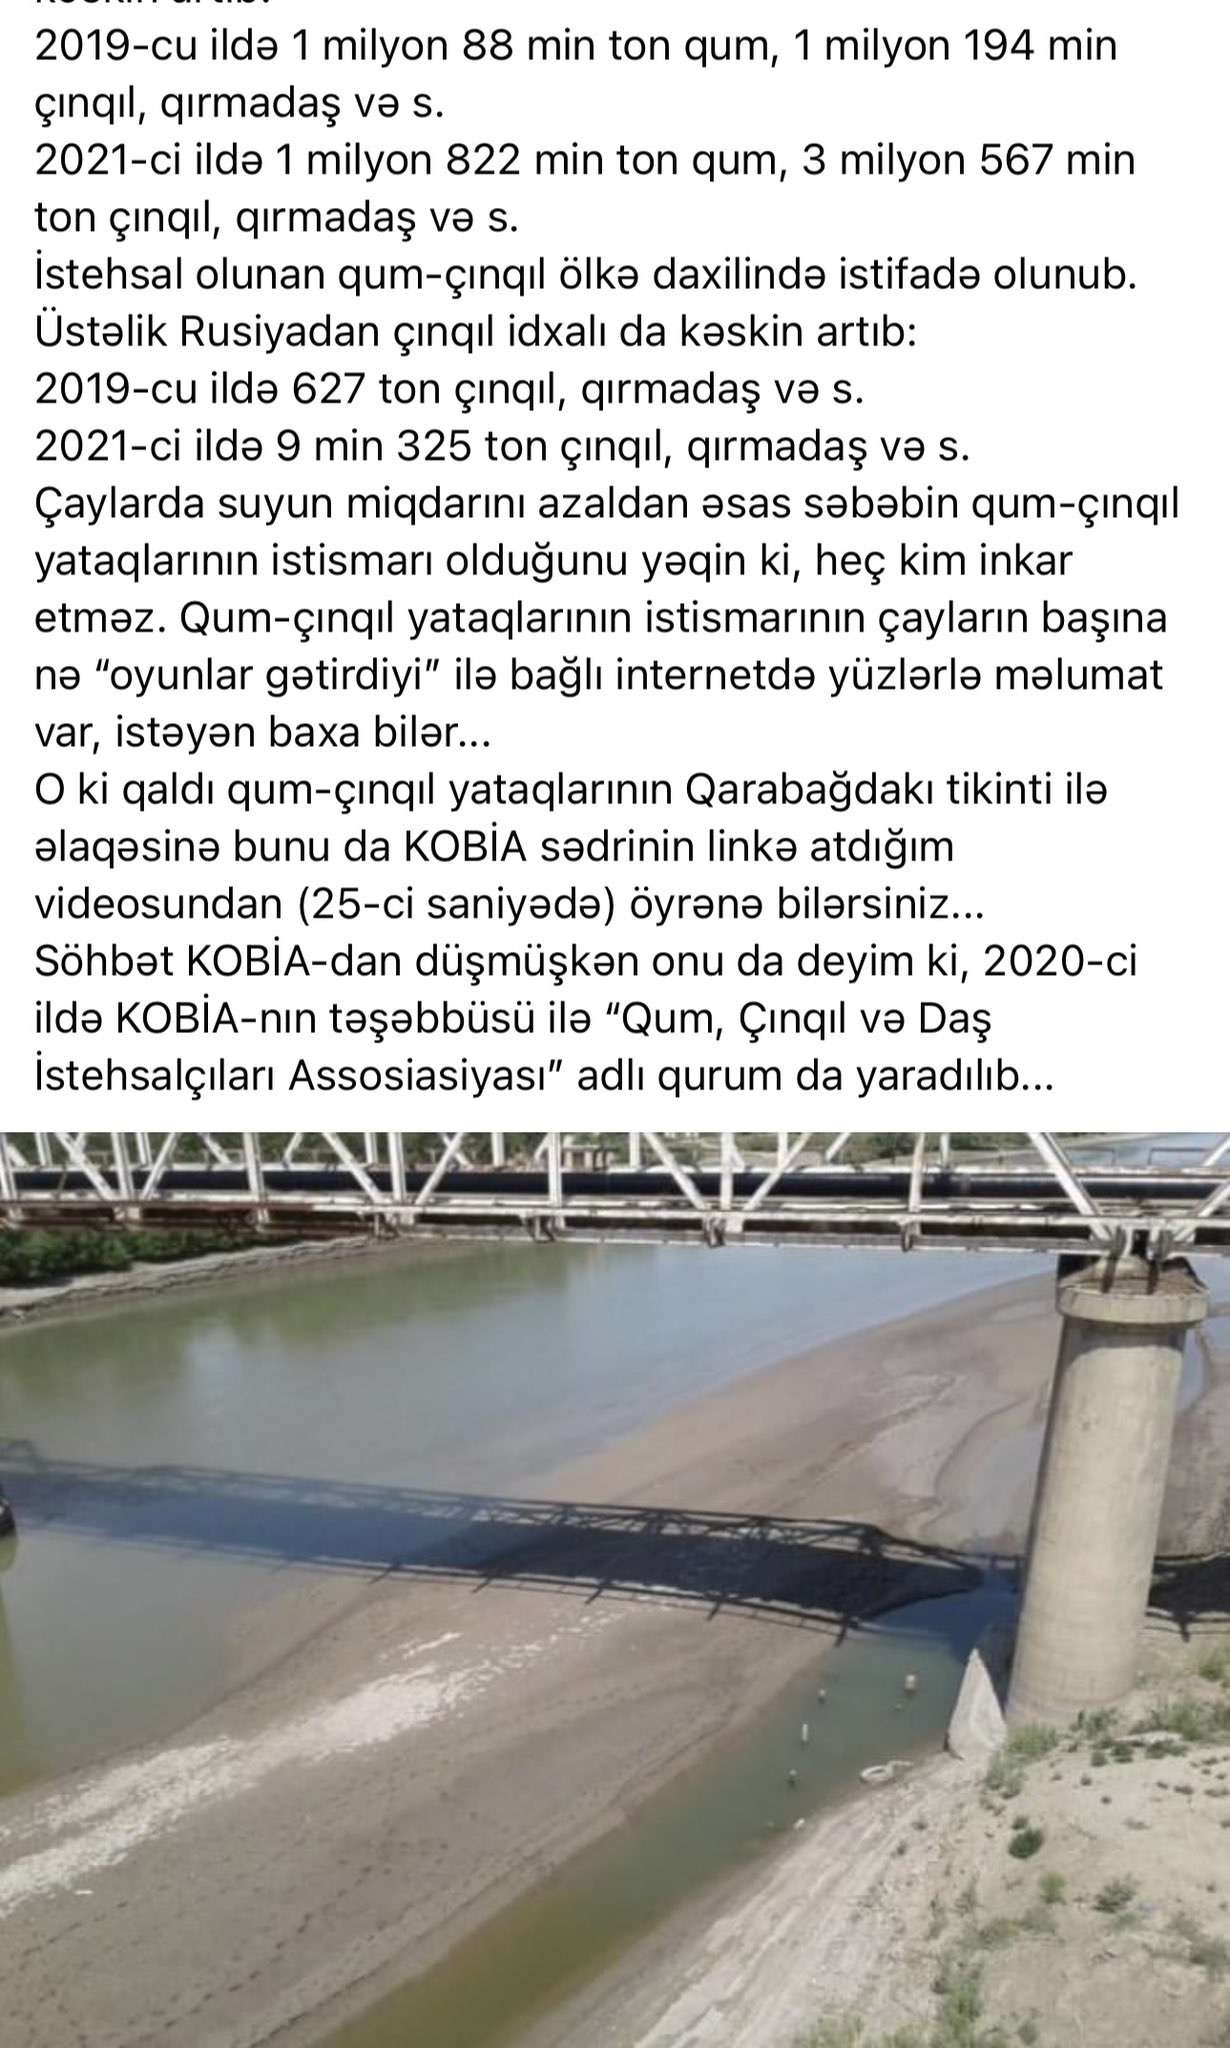 2019-cu ildə 1 milyon 88 min ton qum, 1 milyon 194 min
çınqıl, qırmadaş və s.
2021-ci ildə 1 milyon 822 min ton qum, 3 milyon 567 min
ton çınqıl, qırmadaş və s.
İstehsal olunan qum-çınqıl ölkə daxilində istifadə olunub.
Üstəlik Rusiyadan çınqıl idxalı da kəskin artıb:
2019-cu ildə 627 ton çınqıl, qırmadaş və s.
2021-ci ildə 9 min 325 ton çınqıl, qırmadaş və s.
Çaylarda suyun miqdarını azaldan əsas səbəbin qum-çınqıl
yataqlarının istismarı olduğunu yəqin ki, heç kim inkar
etməz. Qum-çınqıl yataqlarının istismarının çayların başına
nə “oyunlar gətirdiyi” ilə bağlı internetdə yüzlərlə məlumat
var, istəyən baxa bilər...
O ki qaldı qum-çınqıl yataqlarının Qarabağdakı tikinti ilə
əlaqəsinə bunu da KOBİA sədrinin linkə atdığım
videosundan (25-ci saniyədə) öyrənə bilərsiniz...
Söhbət KOBİA-dan düşmüşkən onu da deyim ki, 2020-ci
ildə KOBİA-nın təşəbbüsü ilə “Qum, Çınqıl və Daş
İstehsalçıları Assosiasiyası” adlı qurum da yaradılıb...